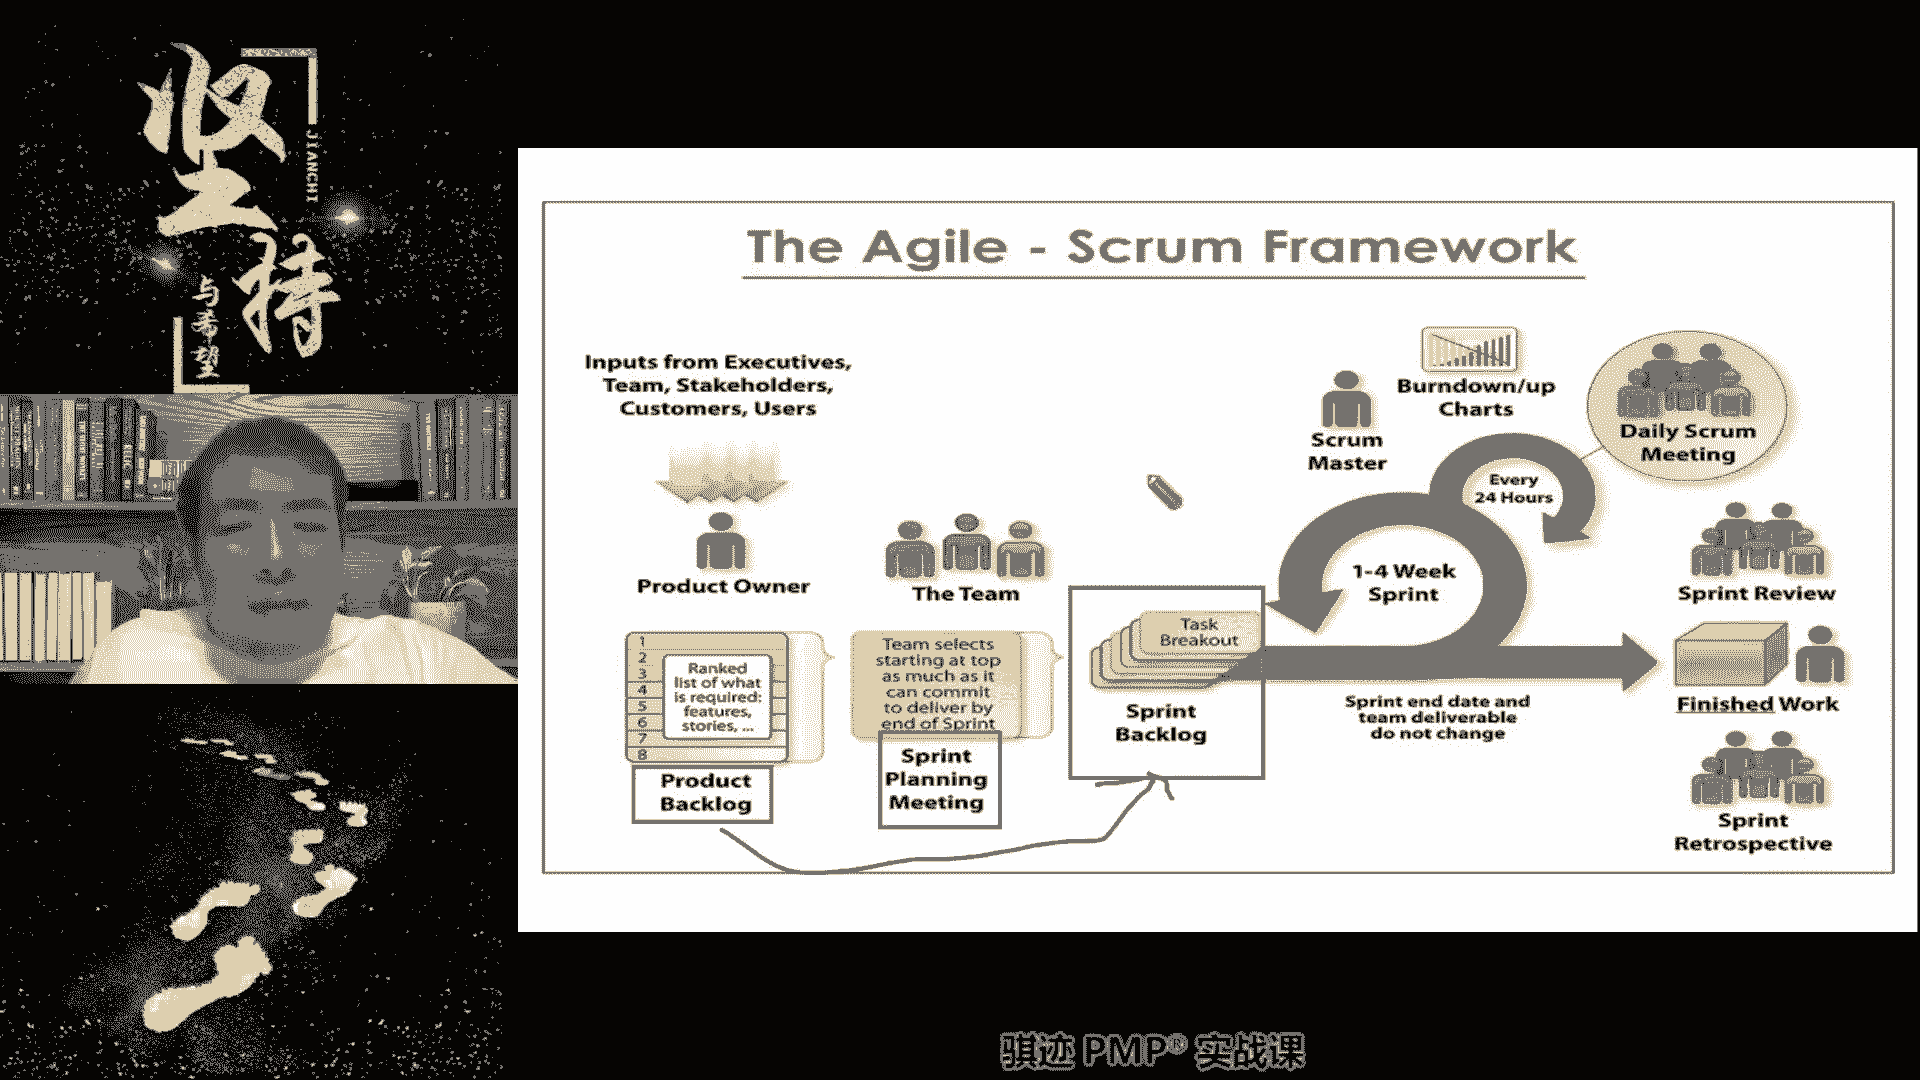 坚持
JIANCHI
与希望
The Agile - Scrum Framework
Inputs from Executives,
Team, Stakeholders,
Customers, Users
Product Owner
The Team
1
2
3
4
5
6
7
8
Ranked
list of what
is required:
features,
stories, ...
Product
Backlog
Team selects
starting at top
as much as it
can commit
to deliver by
end of Sprint
Sprint
Planning
Meeting
Task
Breakout
Sprint
Backlog
Scrum
Master
Burndown/up
Charts
Every
24 Hours
1-4 Week
Sprint
Sprint end date and
team deliverable
do not change
Daily Scrum
Meeting
Sprint Review
Finished Work
Sprint
Retrospective
骐迹 PMP® 实战课